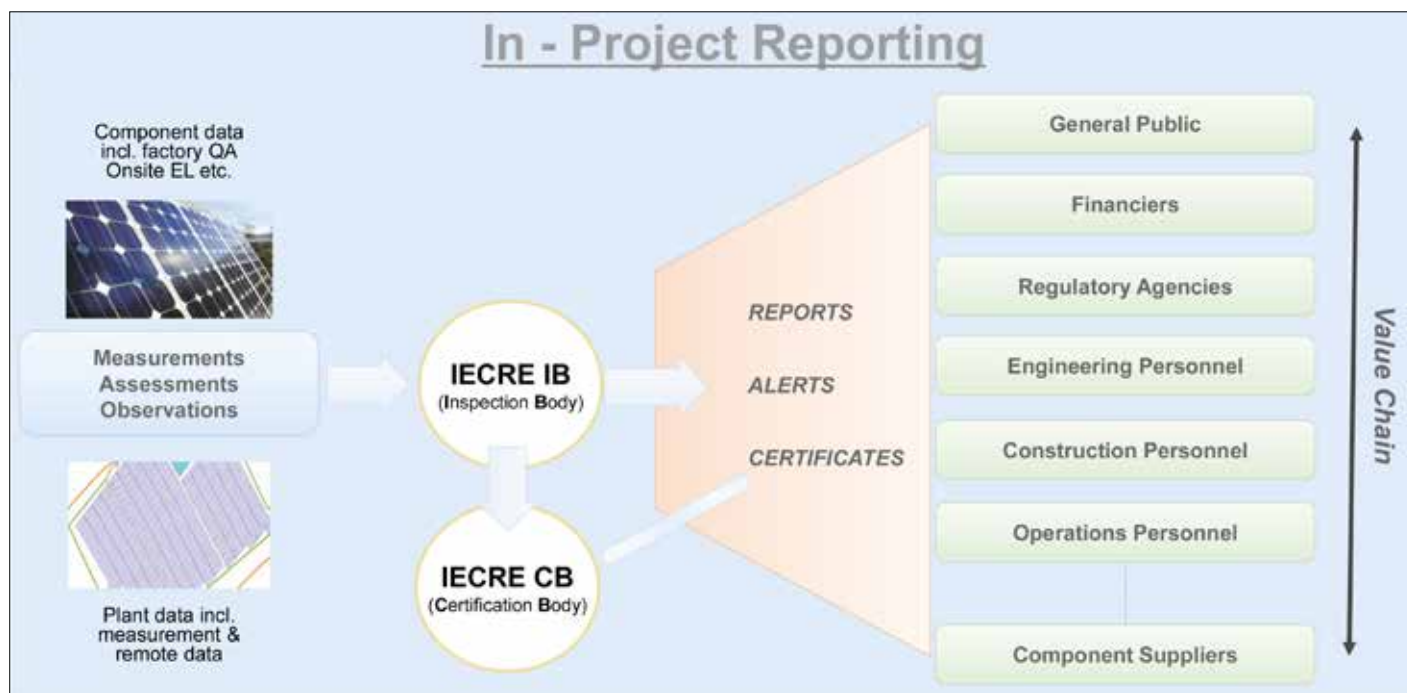 In - Project Reporting
Component data
incl. factory QA
Onsite EL etc.
Measurements
Assessments
Observations
Plant data incl.
measurement &
remote data
IECRE IB
(Inspection Body)
IECRE CB
(Certification Body)
REPORTS
ALERTS
CERTIFICATES
General Public
Financiers
Regulatory Agencies
Engineering Personnel
Construction Personnel
Operations Personnel
Component Suppliers
Value Chain